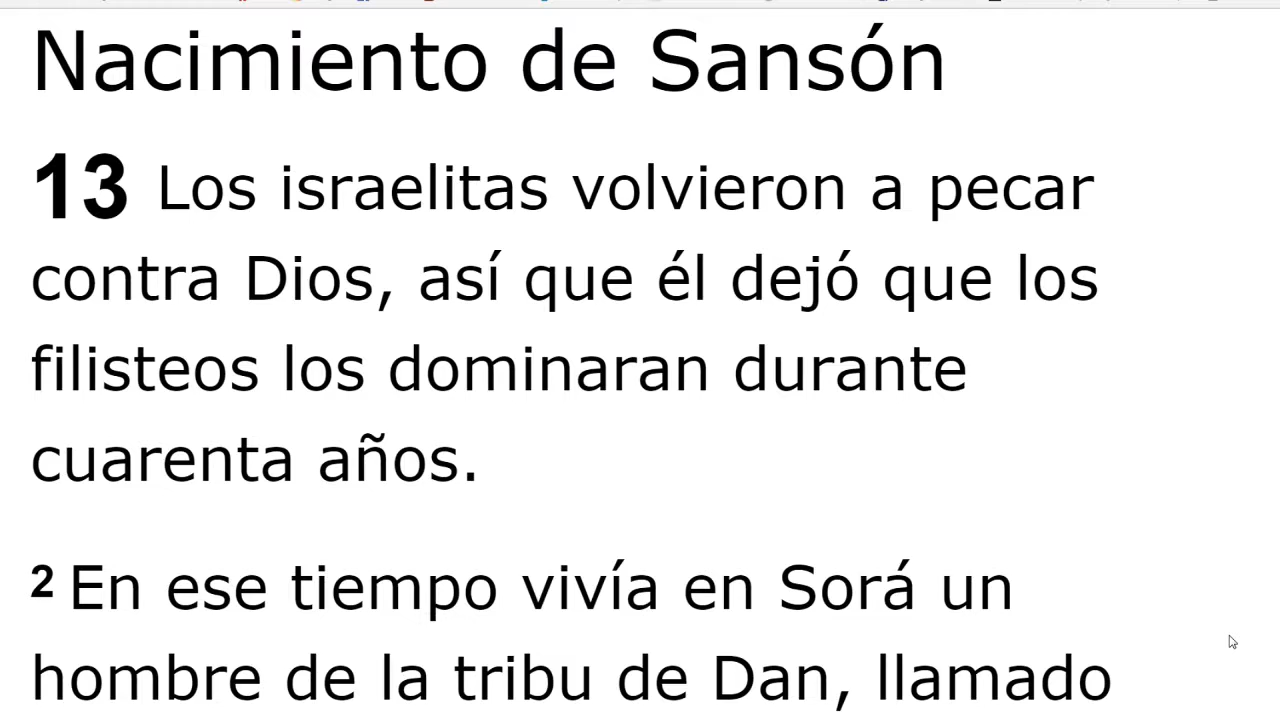 Nacimiento de Sansón
13 Los israelitas volvieron a pecar
contra Dios, así que él dejó que los
filisteos los dominaran durante
cuarenta años.
2 En ese tiempo vivía en Sorá un
hombre de la tribu de Dan, llamado